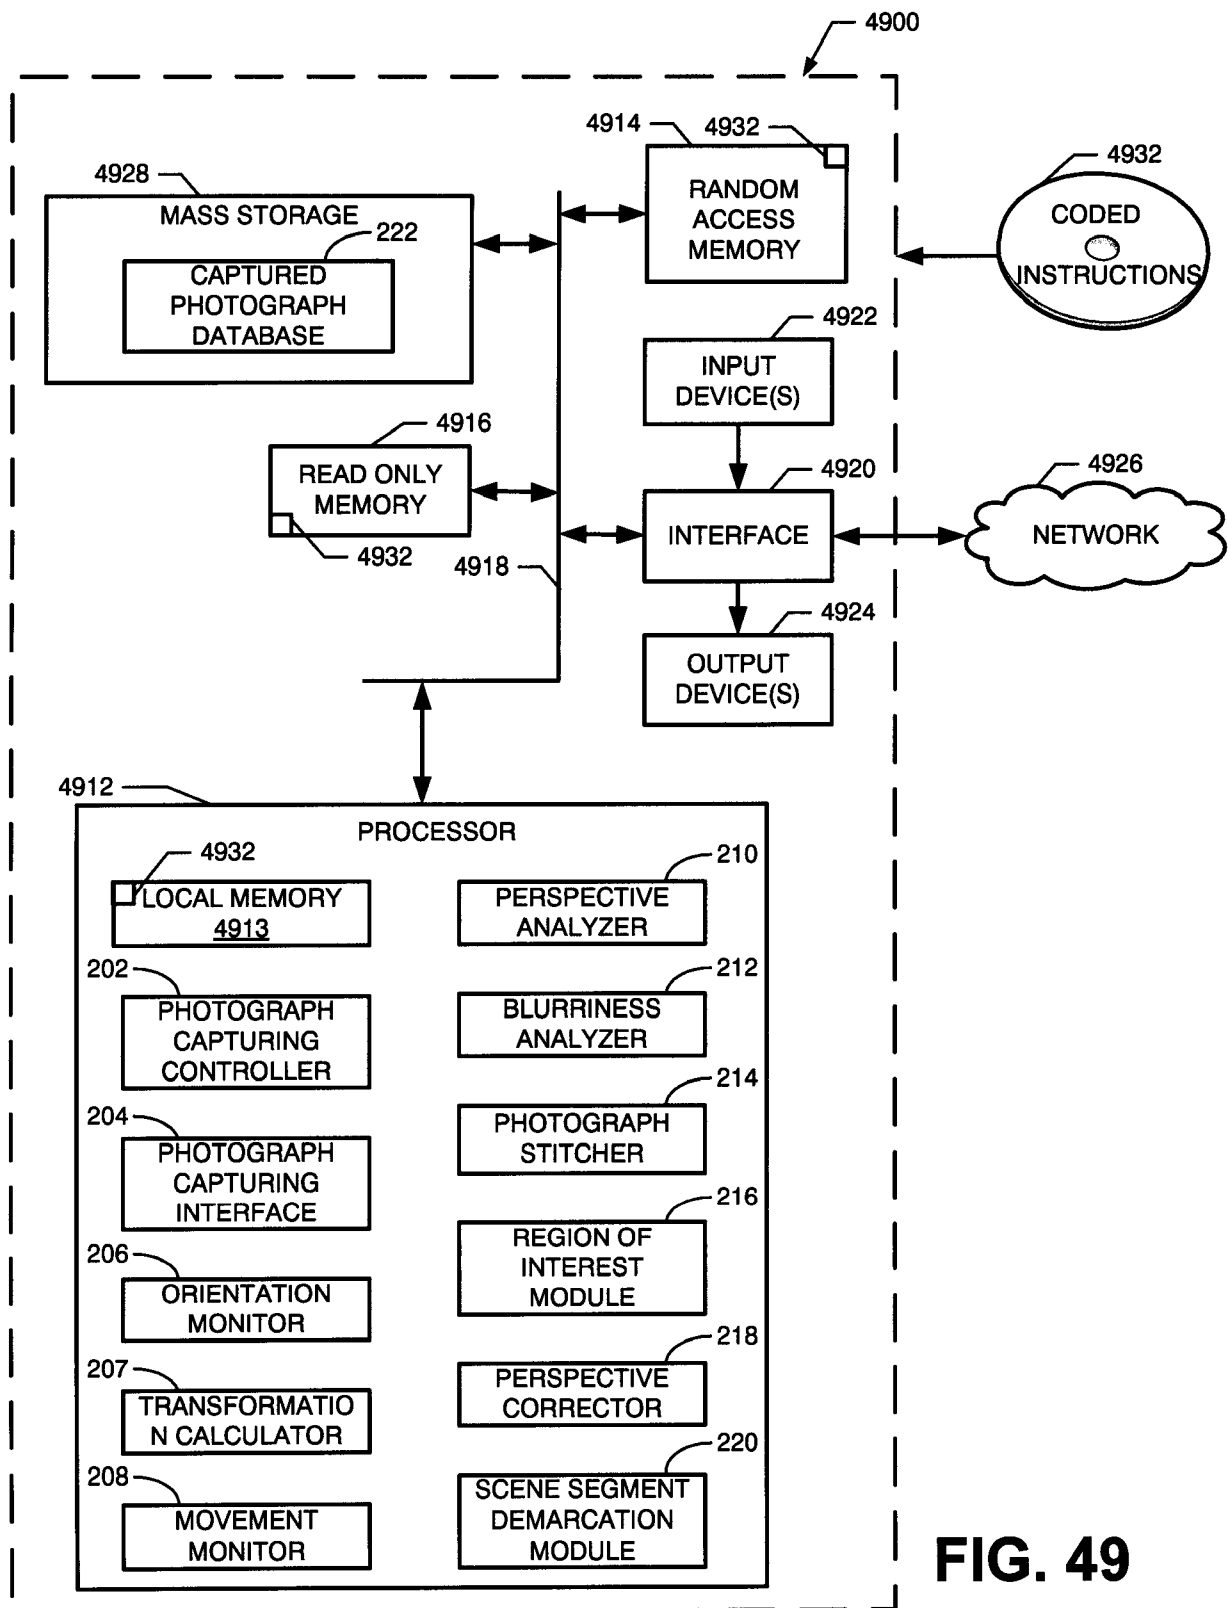 4900
4914
4932
4932
4928
RANDOM
ACCESS
MEMORY
CODED
INSTRUCTIONS
MASS STORAGE
222
CAPTURED
PHOTOGRAPH
DATABASE
4922
INPUT
DEVICE(S)
4916
READ ONLY
MEMORY
4932
4920
INTERFACE
4926
NETWORK
4918
4924
OUTPUT
DEVICE(S)
4912
PROCESSOR
4932
LOCAL MEMORY
4913
202
PHOTOGRAPH
CAPTURING
CONTROLLER
204
PHOTOGRAPH
CAPTURING
INTERFACE
206
ORIENTATION
MONITOR
207
TRANSFORMATIO
N CALCULATOR
208
MOVEMENT
MONITOR
210
PERSPECTIVE
ANALYZER
212
BLURRINESS
ANALYZER
214
PHOTOGRAPH
STITCHER
216
REGION OF
INTEREST
MODULE
218
PERSPECTIVE
CORRECTOR
220
SCENE SEGMENT
DEMARCATION
MODULE
FIG. 49